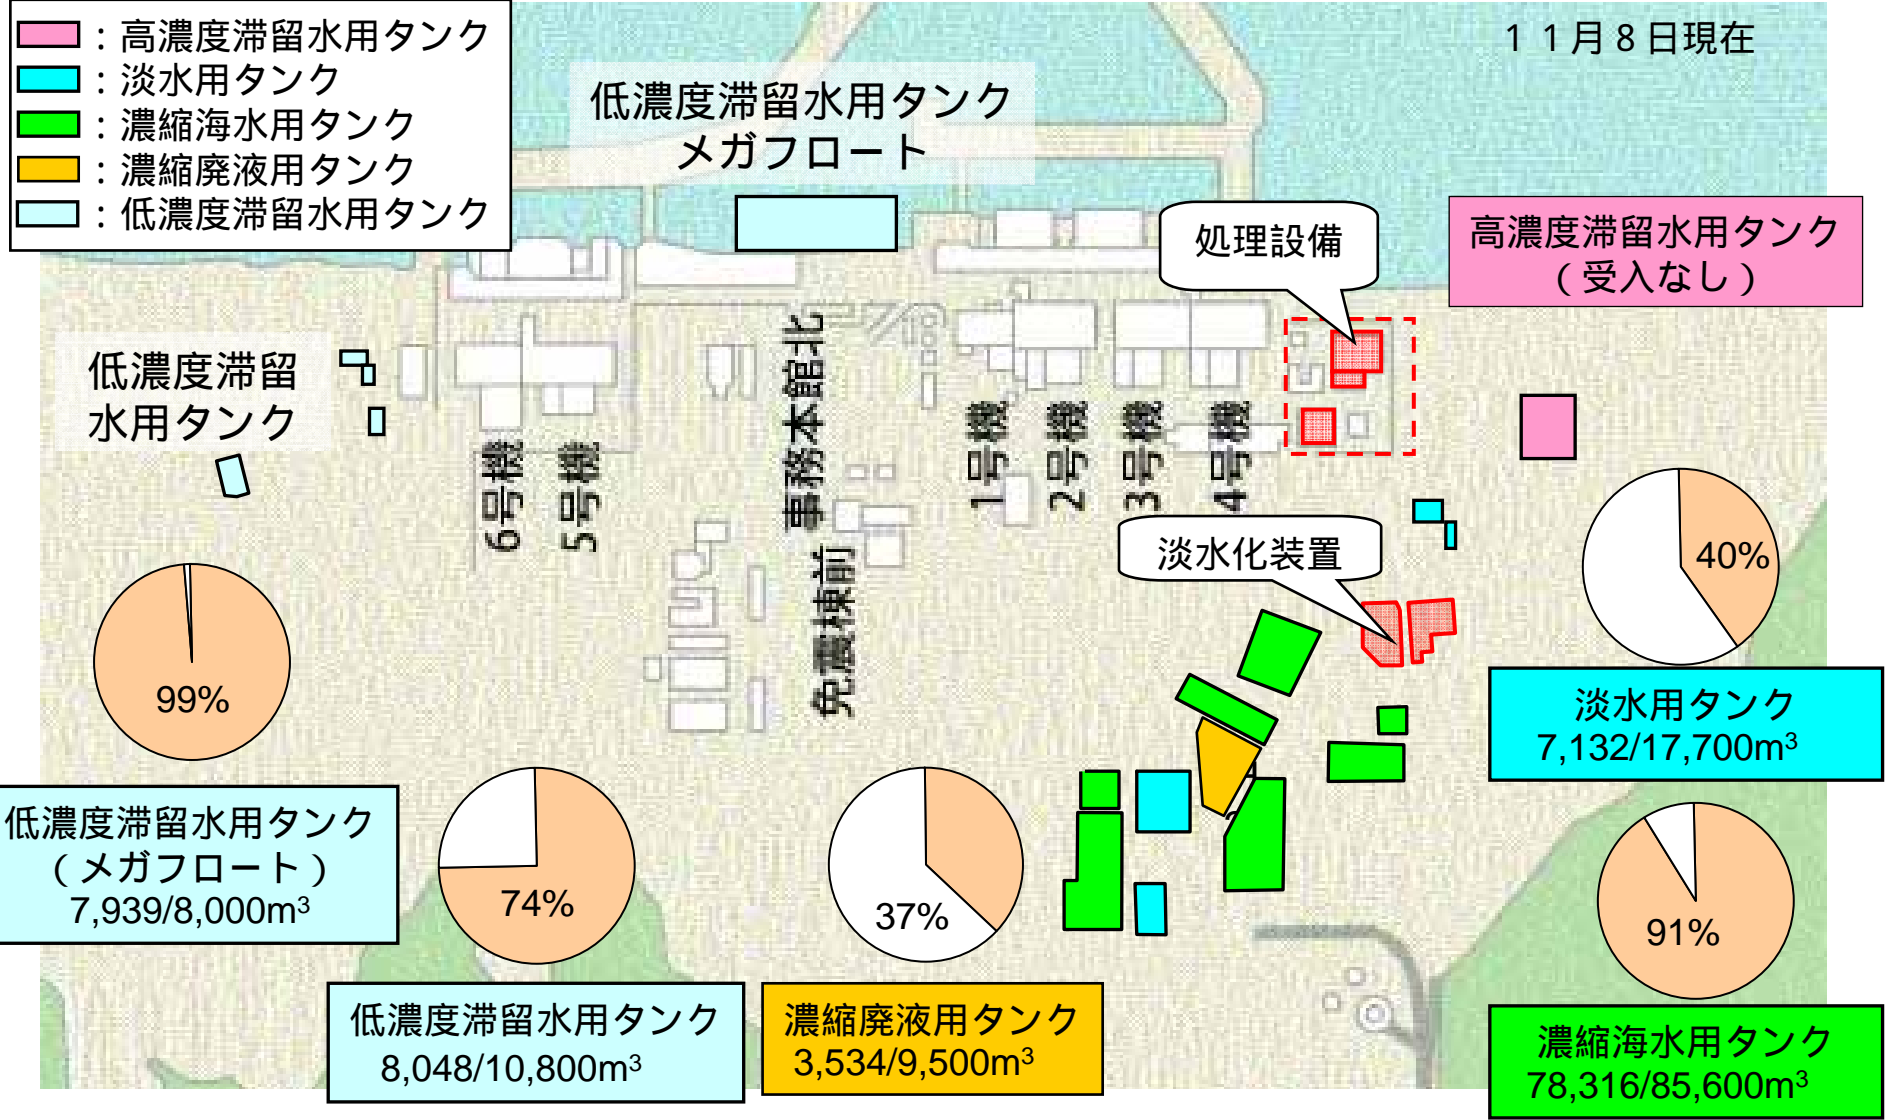 ：高濃度滞留水用タンク
：淡水用タンク
：濃縮海水用タンク
：濃縮廃液用タンク
：低濃度滞留水用タンク
１１月８日現在
低濃度滞留水用タンク
メガフロート
処理設備
高濃度滞留水用タンク
（受入なし）
低濃度滞留
水用タンク
6号機
5号機
事務本館北
免震棟前
1号機
2号機
3号機
4号機
淡水化装置
40%
淡水用タンク
7,132/17,700m³
99%
低濃度滞留水用タンク
（メガフロート）
7,939/8,000m³
74%
低濃度滞留水用タンク
8,048/10,800m³
37%
濃縮廃液用タンク
3,534/9,500m³
91%
濃縮海水用タンク
78,316/85,600m³